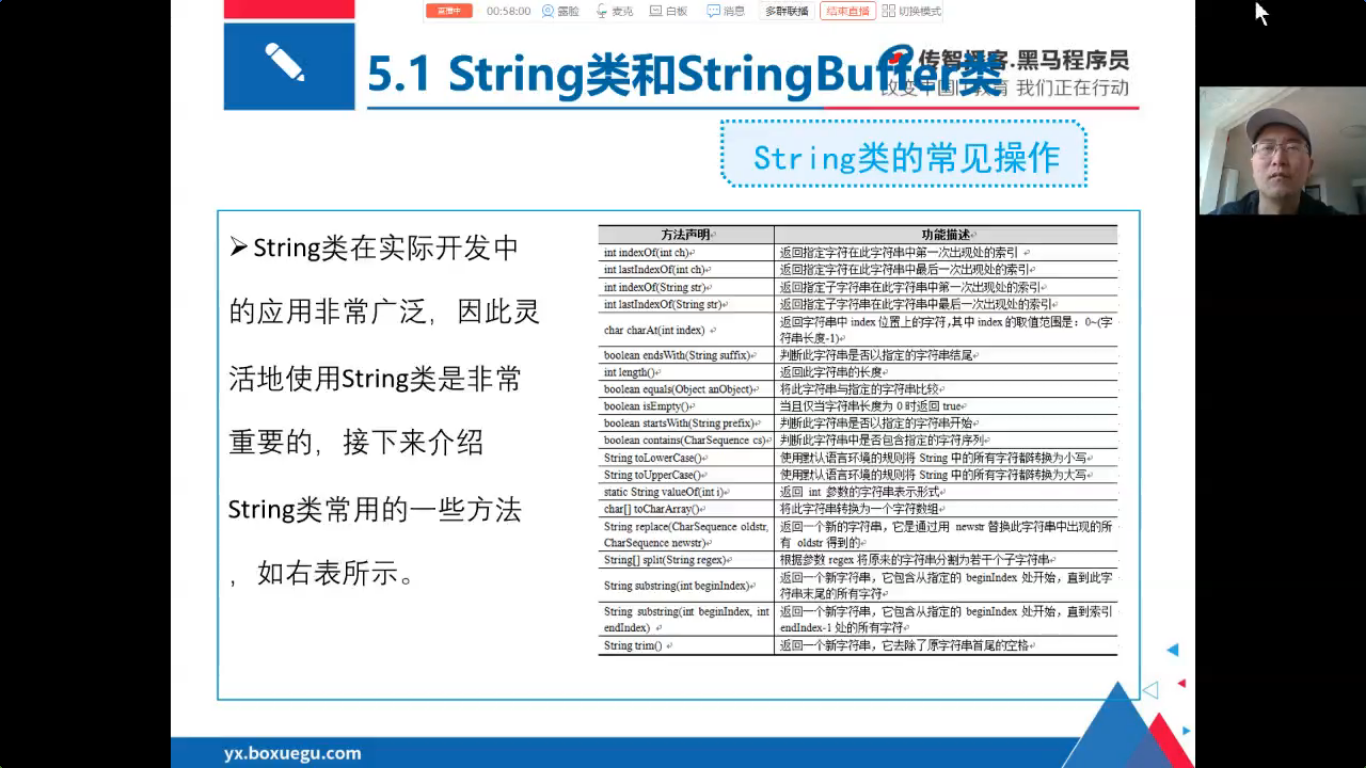 直播中 00:58:00 露脸 麦克 白板 消息 多群联播 结束直播 切换模式
5.1 String类和StringBuffer类
传智播客.黑马程序员
改变中国IT教育 我们正在行动
String类的常见操作
➢String类在实际开发中
的应用非常广泛，因此灵
活地使用String类是非常
重要的，接下来介绍
String类常用的一些方法
，如右表所示。
方法声明 功能描述
int indexOf(int ch) 返回指定字符在此字符串中第一次出现处的索引
int lastIndexOf(int ch) 返回指定字符在此字符串中最后一次出现处的索引
int indexOf(String str) 返回指定子字符串在此字符串中第一次出现处的索引
int lastIndexOf(String str) 返回指定子字符串在此字符串中最后一次出现处的索引
char charAt(int index) 返回字符串中 index 位置上的字符,其中 index 的取值范围是：0~(字
符串长度-1)
boolean endsWith(String suffix) 判断此字符串是否以指定的字符串结尾
int length() 返回此字符串的长度
boolean equals(Object anObject) 将此字符串与指定的字符串比较
boolean isEmpty() 当且仅当字符串长度为 0 时返回 true
boolean startsWith(String prefix) 判断此字符串是否以指定的字符串开始
boolean contains(CharSequence cs) 判断此字符串中是否包含指定的字符序列
String toLowerCase() 使用默认语言环境的规则将 String 中的所有字符都转换为小写
String toUpperCase() 使用默认语言环境的规则将 String 中的所有字符都转换为大写
static String valueOf(int i) 返回 int 参数的字符串表示形式
char[] toCharArray() 将此字符串转换为一个字符数组
String replace(CharSequence oldstr, 返回一个新的字符串，它是通过用 newstr 替换此字符串中出现的所
CharSequence newstr) 有 oldstr 得到的
String[] split(String regex) 根据参数 regex 将原来的字符串分割为若干个子字符串
String substring(int beginIndex) 返回一个新字符串，它包含从指定的 beginIndex 处开始，直到此字
符串末尾的所有字符
String substring(int beginIndex, int 返回一个新字符串，它包含从指定的 beginIndex 处开始，直到索引
endIndex) endIndex-1 处的所有字符
String trim() 返回一个新字符串，它去除了原字符串首尾的空格
yx.boxuegu.com